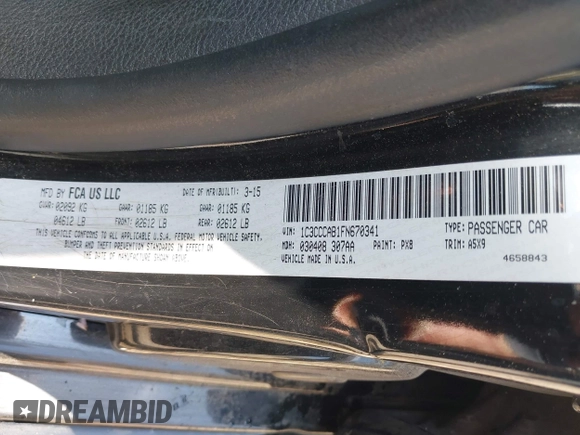 MFD BY FCA US LLC DATE OF MFR(BUILT): 3-15
GVWR: 02092 KG GAWR: 01185 KG GAWR: 01185 KG
04612 LB FRONT: 02612 LB REAR: 02612 LB
THIS VEHICLE CONFORMS TO ALL APPLICABLE U.S.A. FEDERAL MOTOR VEHICLE SAFETY,
BUMPER AND THEFT PREVENTION STANDARDS IN EFFECT ON
THE DATE OF MANUFACTURE SHOWN ABOVE.
VIN: 1C3CCCAB1FN670341 TYPE: PASSENGER CAR
MDH: 030408 307AA PAINT: PX8 TRIM: A5X9
VEHICLE MADE IN U.S.A. 4658843
DREAMBID